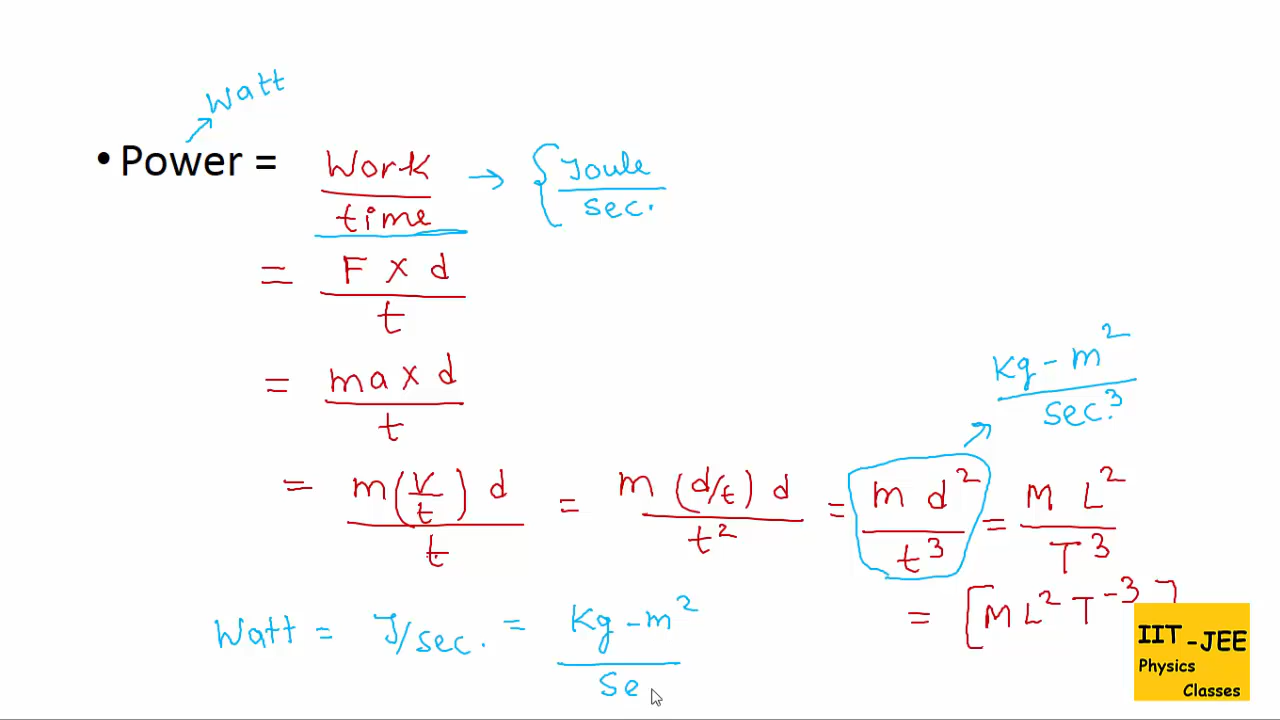 Watt
• Power = Work/time → { Joule/sec.
= F × d / t
= ma × d / t
= m(v/t) d / t = m (d/t) d / t² = m d² / t³ = M L² / T³
Kg - m² / sec.³
= [M L² T⁻³]
Watt = J/sec. = Kg - m² / Se
IIT - JEE
Physics
Classes